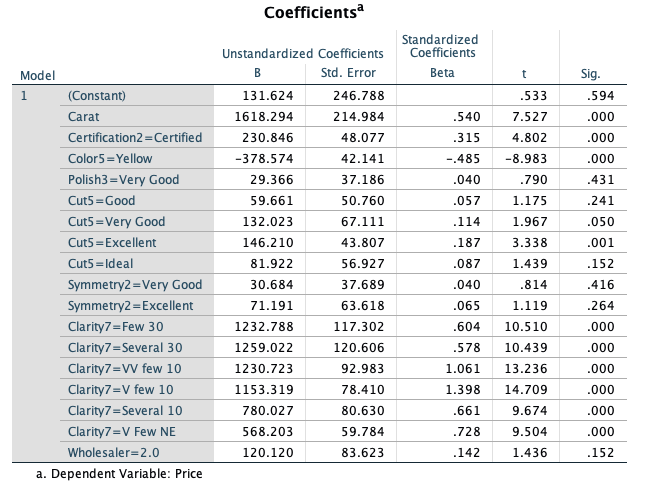 Coefficientsa
Standardized
Unstandardized Coefficients Coefficients
Model B Std. Error Beta t Sig.
1 (Constant) 131.624 246.788 .533 .594
Carat 1618.294 214.984 .540 7.527 .000
Certification2=Certified 230.846 48.077 .315 4.802 .000
Color5=Yellow -378.574 42.141 -.485 -8.983 .000
Polish3=Very Good 29.366 37.186 .040 .790 .431
Cut5=Good 59.661 50.760 .057 1.175 .241
Cut5=Very Good 132.023 67.111 .114 1.967 .050
Cut5=Excellent 146.210 43.807 .187 3.338 .001
Cut5=Ideal 81.922 56.927 .087 1.439 .152
Symmetry2=Very Good 30.684 37.689 .040 .814 .416
Symmetry2=Excellent 71.191 63.618 .065 1.119 .264
Clarity7=Few 30 1232.788 117.302 .604 10.510 .000
Clarity7=Several 30 1259.022 120.606 .578 10.439 .000
Clarity7=VV few 10 1230.723 92.983 1.061 13.236 .000
Clarity7=V few 10 1153.319 78.410 1.398 14.709 .000
Clarity7=Several 10 780.027 80.630 .661 9.674 .000
Clarity7=V Few NE 568.203 59.784 .728 9.504 .000
Wholesaler=2.0 120.120 83.623 .142 1.436 .152
a. Dependent Variable: Price